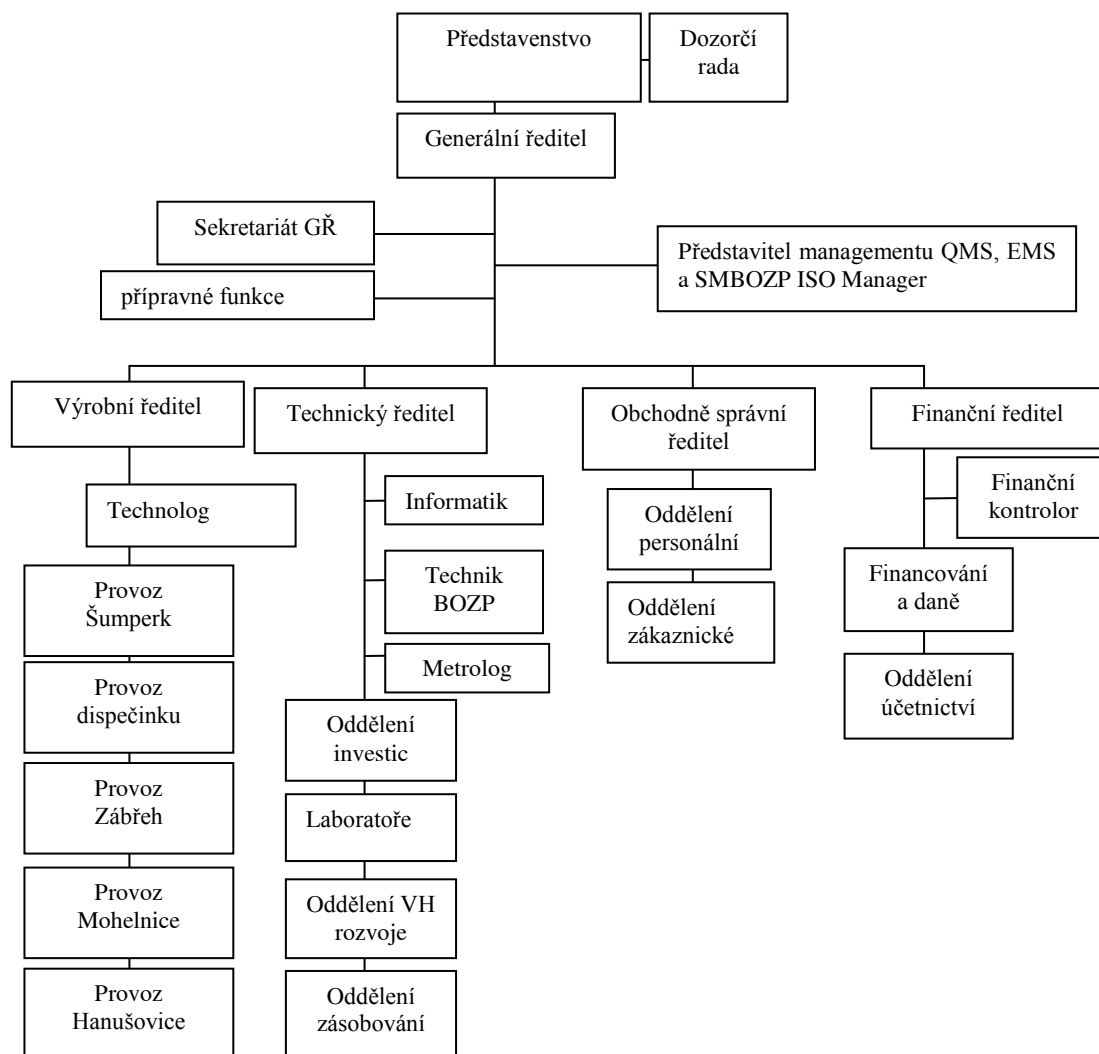 Představenstvo
Dozorčí
rada
Generální ředitel
Sekretariát GŘ
Představitel managementu QMS, EMS
a SMBOZP ISO Manager
přípravné funkce
Výrobní ředitel
Technický ředitel
Obchodně správní
ředitel
Finanční ředitel
Technolog
Provoz
Šumperk
Provoz
dispečinku
Provoz
Zábřeh
Provoz
Mohelnice
Provoz
Hanušovice
Informatik
Technik
BOZP
Metrolog
Oddělení
investic
Laboratoře
Oddělení VH
rozvoje
Oddělení
zásobování
Oddělení
personální
Oddělení
zákaznické
Finanční
kontrolor
Financování
a daně
Oddělení
účetnictví